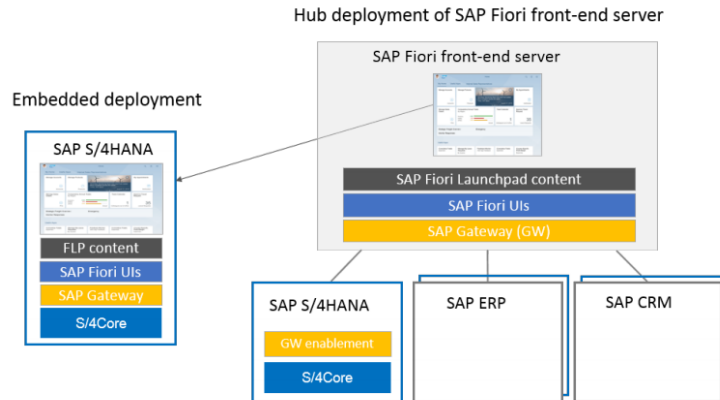 Hub deployment of SAP Fiori front-end server
SAP Fiori front-end server
Embedded deployment
SAP S/4HANA
FLP content
SAP Fiori UIs
SAP Gateway
S/4Core
SAP Fiori Launchpad content
SAP Fiori UIs
SAP Gateway (GW)
SAP S/4HANA
GW enablement
S/4Core
SAP ERP
SAP CRM